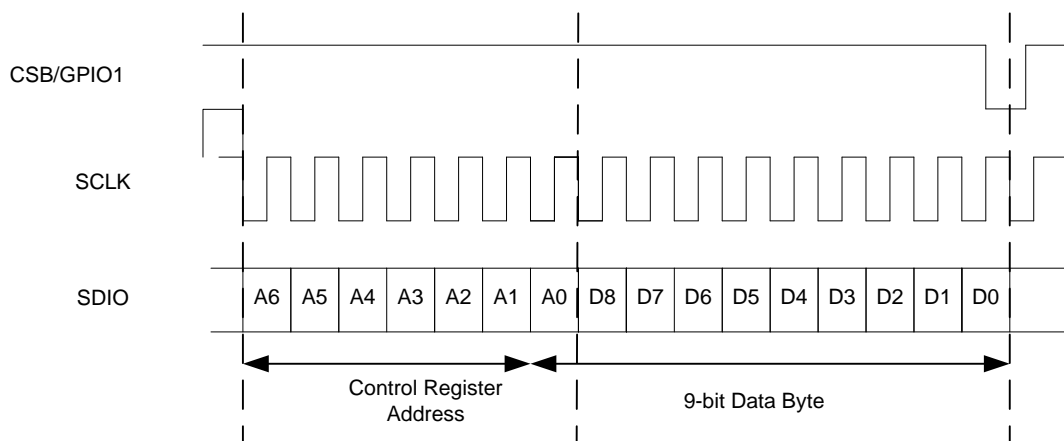 CSB/GPIO1
SCLK
SDIO
A6 A5 A4 A3 A2 A1 A0 D8 D7 D6 D5 D4 D3 D2 D1 D0
Control Register
Address
9-bit Data Byte